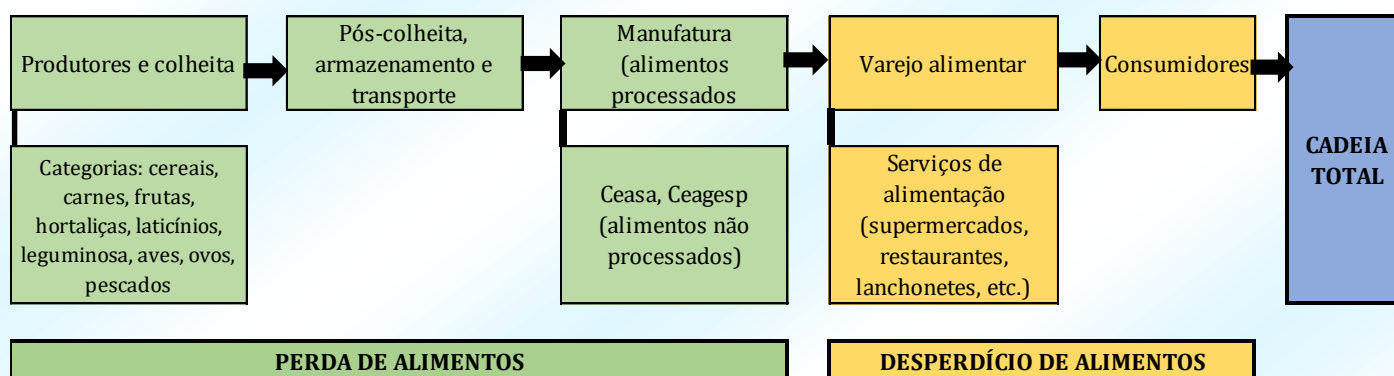 Produtores e colheita
Pós-colheita,
armazenamento e
transporte
Manufatura
(alimentos
processados
Varejo alimentar
Consumidores
CADEIA
TOTAL
Categorias: cereais,
carnes, frutas,
hortaliças, laticínios,
leguminosa, aves, ovos,
pescados
Ceasa, Ceagesp
(alimentos não
processados)
Serviços de
alimentação
(supermercados,
restaurantes,
lanchonetes, etc.)
PERDA DE ALIMENTOS
DESPERDÍCIO DE ALIMENTOS